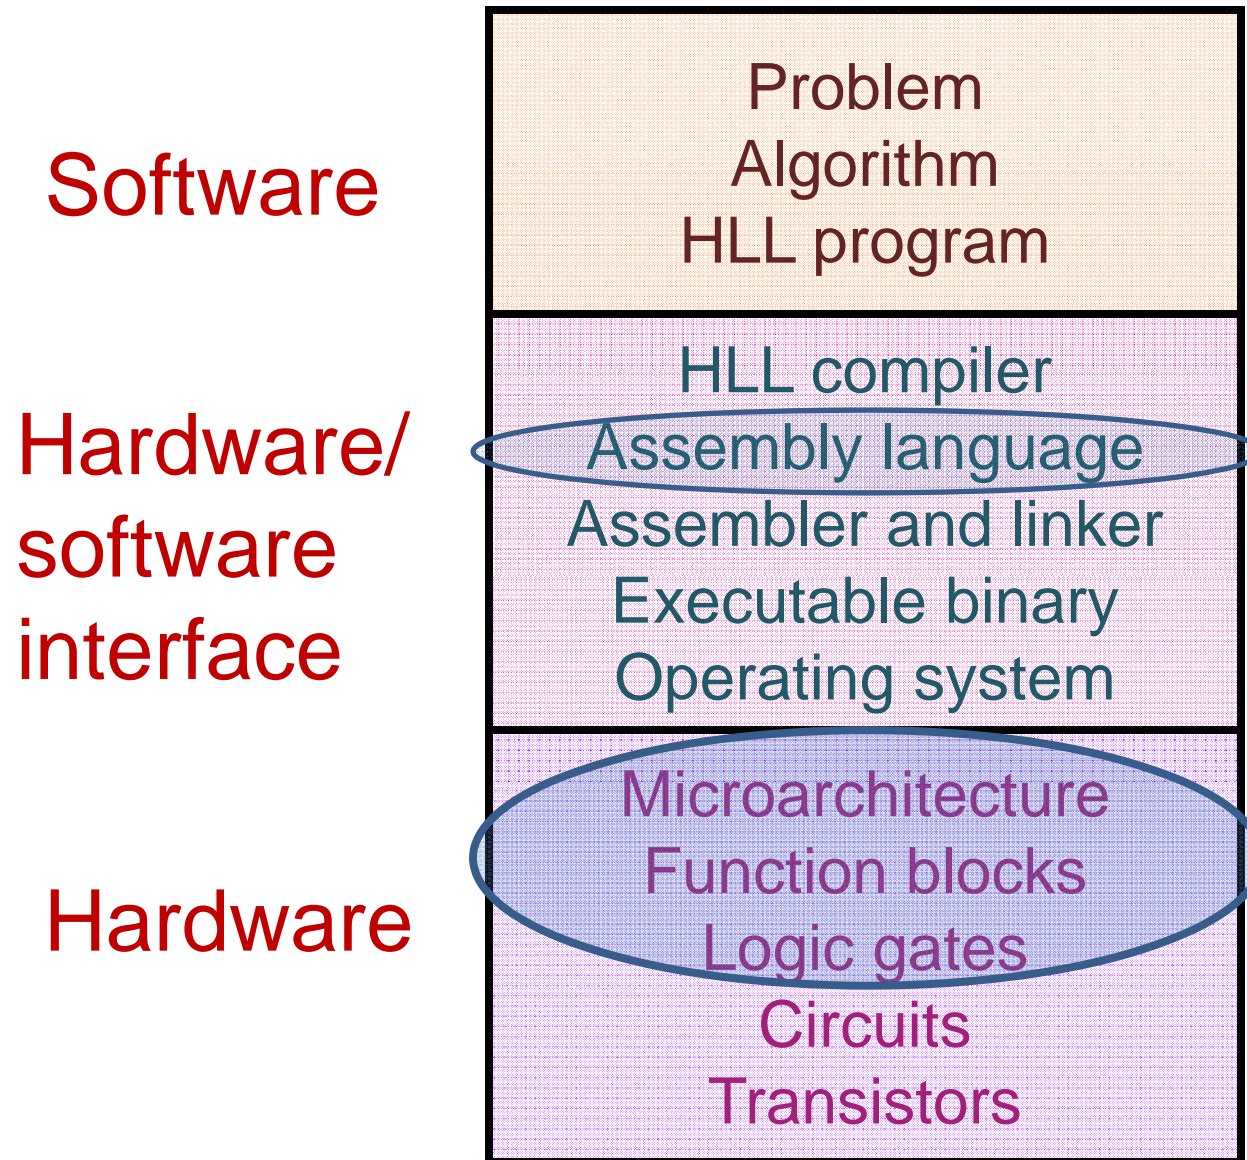 Software
Problem
Algorithm
HLL program
Hardware/
software
interface
HLL compiler
Assembly language
Assembler and linker
Executable binary
Operating system
Hardware
Microarchitecture
Function blocks
Logic gates
Circuits
Transistors